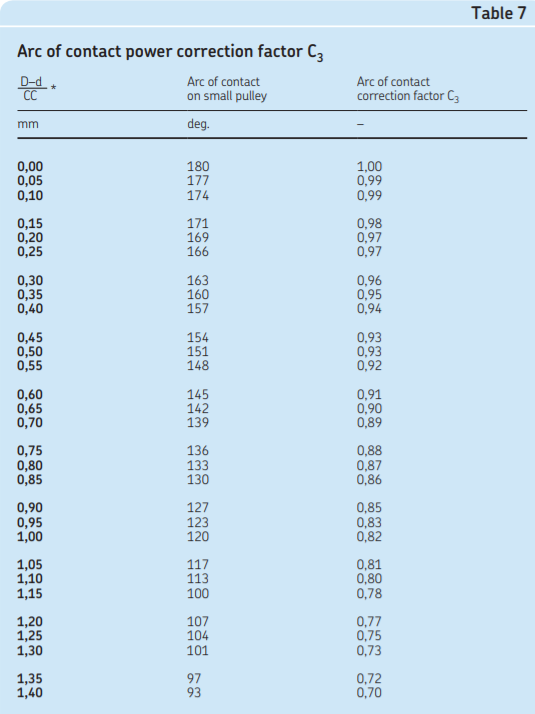 Table 7
Arc of contact power correction factor C3
D–d
CC * Arc of contact on small pulley Arc of contact correction factor C3
mm deg. –
0,00 180 1,00
0,05 177 0,99
0,10 174 0,99
0,15 171 0,98
0,20 169 0,97
0,25 166 0,97
0,30 163 0,96
0,35 160 0,95
0,40 157 0,94
0,45 154 0,93
0,50 151 0,93
0,55 148 0,92
0,60 145 0,91
0,65 142 0,90
0,70 139 0,89
0,75 136 0,88
0,80 133 0,87
0,85 130 0,86
0,90 127 0,85
0,95 123 0,83
1,00 120 0,82
1,05 117 0,81
1,10 113 0,80
1,15 100 0,78
1,20 107 0,77
1,25 104 0,75
1,30 101 0,73
1,35 97 0,72
1,40 93 0,70